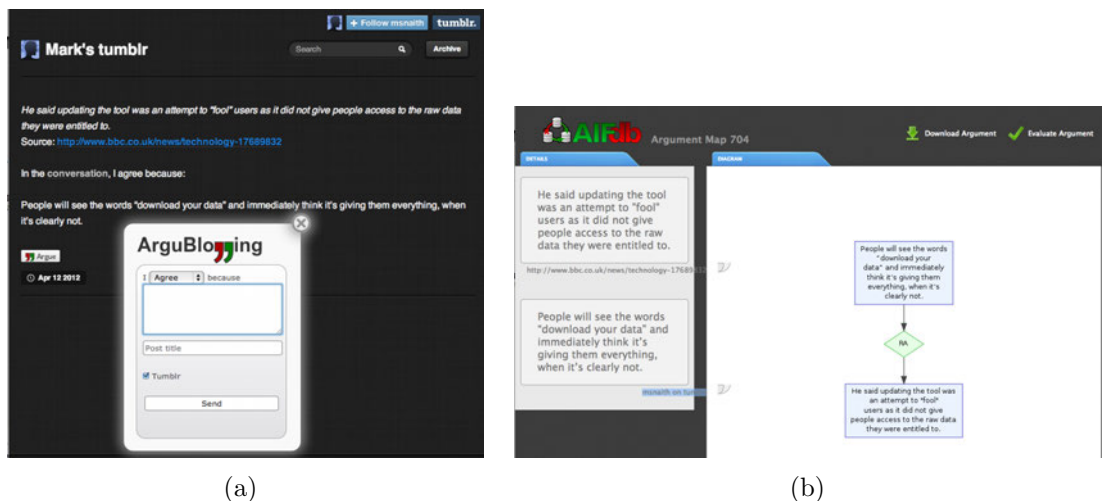 + Follow msnaith
tumblr.
Mark's tumblr
Search
Archive
He said updating the tool was an attempt to "fool" users as it did not give people access to the raw data
they were entitled to.
Source: http://www.bbc.co.uk/news/technology-17689832
In the conversation, I agree because:
People will see the words "download your data" and immediately think it's giving them everything, when
it's clearly not.
Argue
Apr 12 2012
ArguBlogging
I Agree because
Post title
Tumblr
Send
(a)
AIFdb Argument Map 704
Download Argument
Evaluate Argument
DETAILS
DIAGRAM
He said updating the tool
was an attempt to "fool"
users as it did not give
people access to the raw
data they were entitled to.
http://www.bbc.co.uk/news/technology-17689832
People will see the words
"download your data" and
immediately think it's
giving them everything,
when it's clearly not.
msnaith on tumblr
People will see the words
"download your
data" and immediately
think it's giving them
everything, when it's
clearly not.
RA
He said updating the tool was
an attempt to "fool"
users as it did not give
people access to the raw data
they were entitled to.
(b)